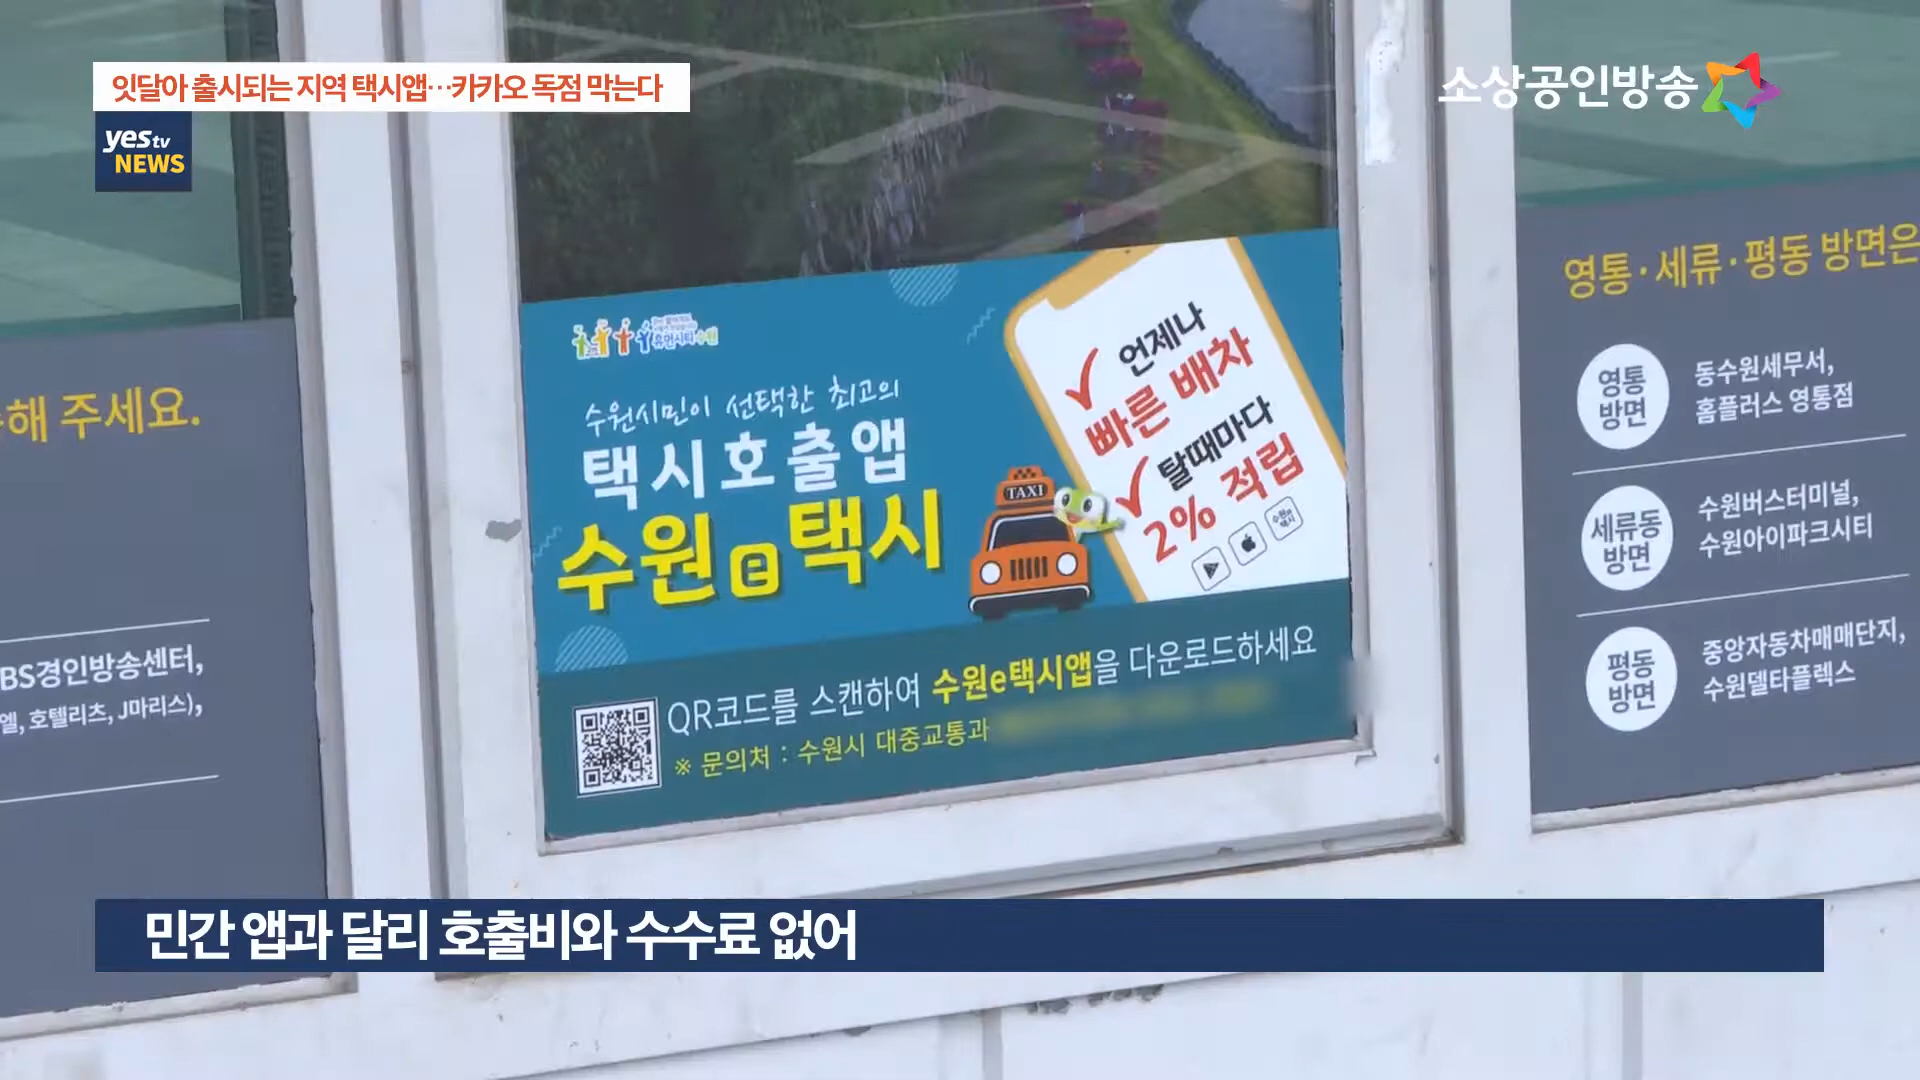 잇달아 출시되는 지역 택시앱…카카오 독점 막는다
yes tv
NEWS
소상공인방송
해 주세요.
BS경인방송센터,
엘, 호텔리츠, J마리스),
휴먼시티수원
수원시민이 선택한 최고의
택시호출앱
수원e택시
TAXI
언제나
빠른 배차
탈때마다
2% 적립
QR코드를 스캔하여 수원e택시앱을 다운로드하세요
※ 문의처 : 수원시 대중교통과
영통·세류·평동 방면은
영통
방면
동수원세무서,
홈플러스 영통점
세류동
방면
수원버스터미널,
수원아이파크시티
평동
방면
중앙자동차매매단지,
수원델타플렉스
민간 앱과 달리 호출비와 수수료 없어